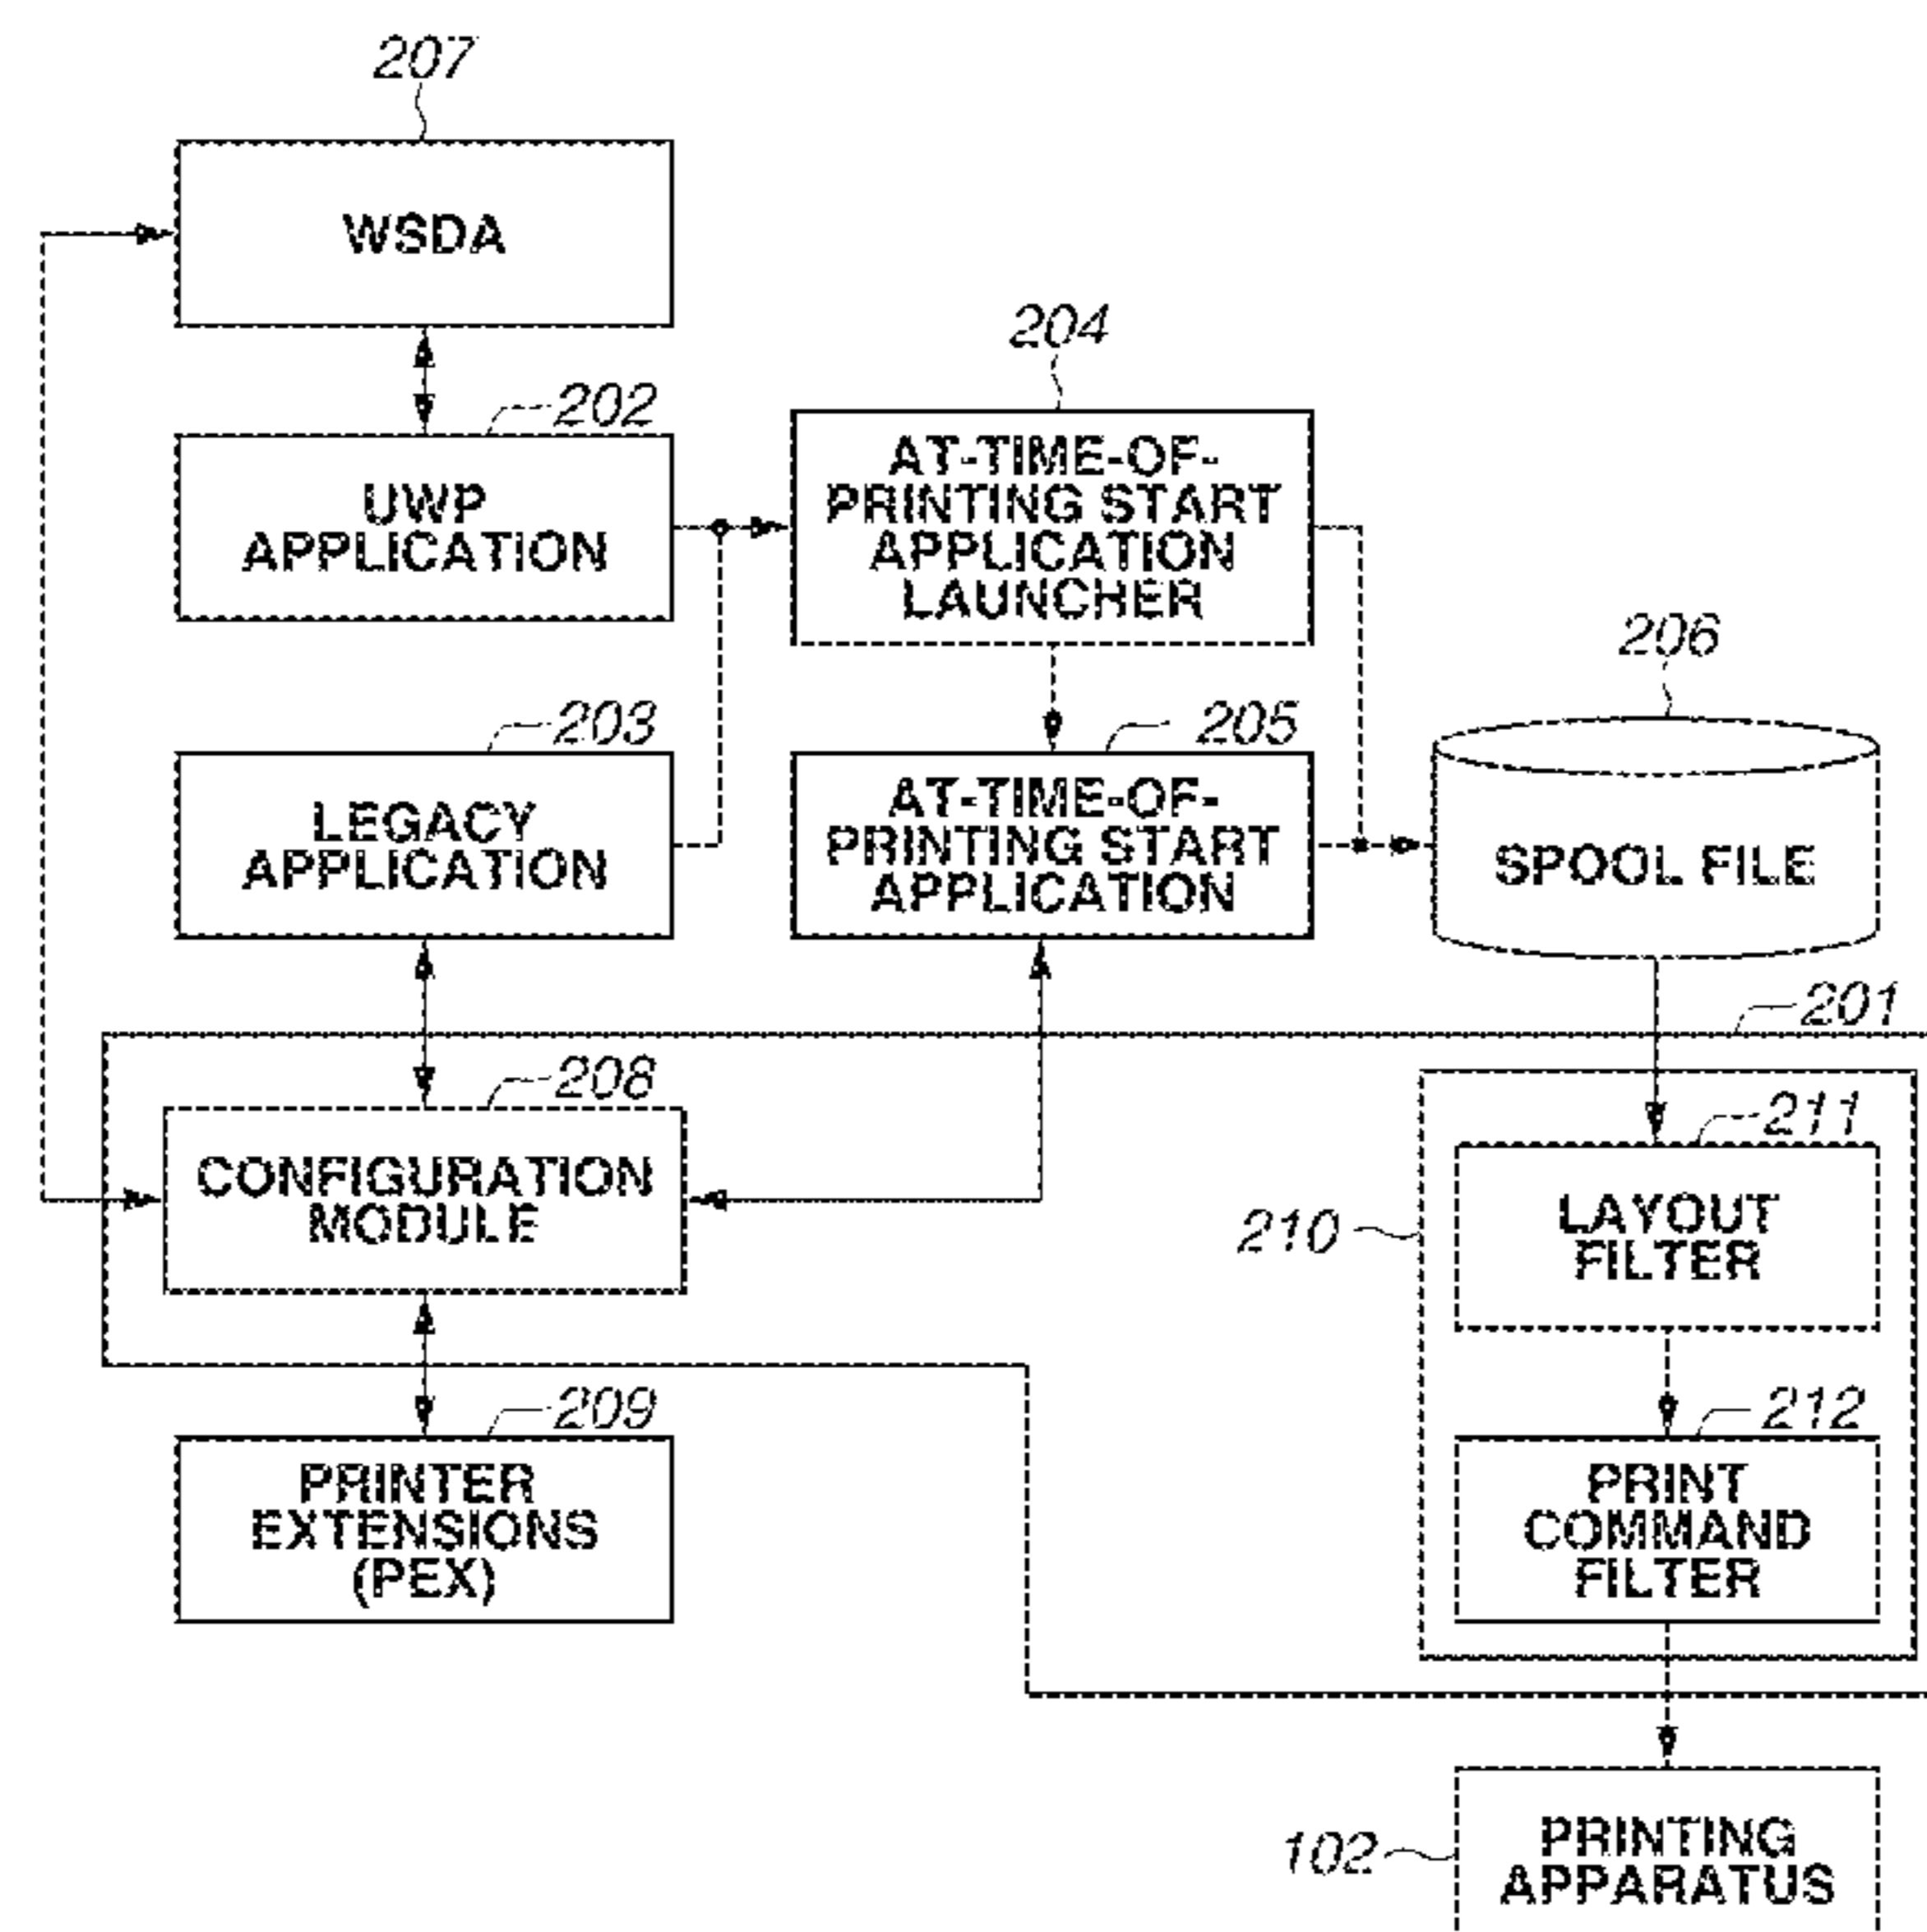 207
WSDA
202
UWP
APPLICATION
204
AT-TIME-OF-
PRINTING START
APPLICATION
LAUNCHER
203
LEGACY
APPLICATION
205
AT-TIME-OF-
PRINTING START
APPLICATION
206
SPOOL FILE
201
208
CONFIGURATION
MODULE
209
PRINTER
EXTENSIONS
(PEX)
210
211
LAYOUT
FILTER
212
PRINT
COMMAND
FILTER
102
PRINTING
APPARATUS